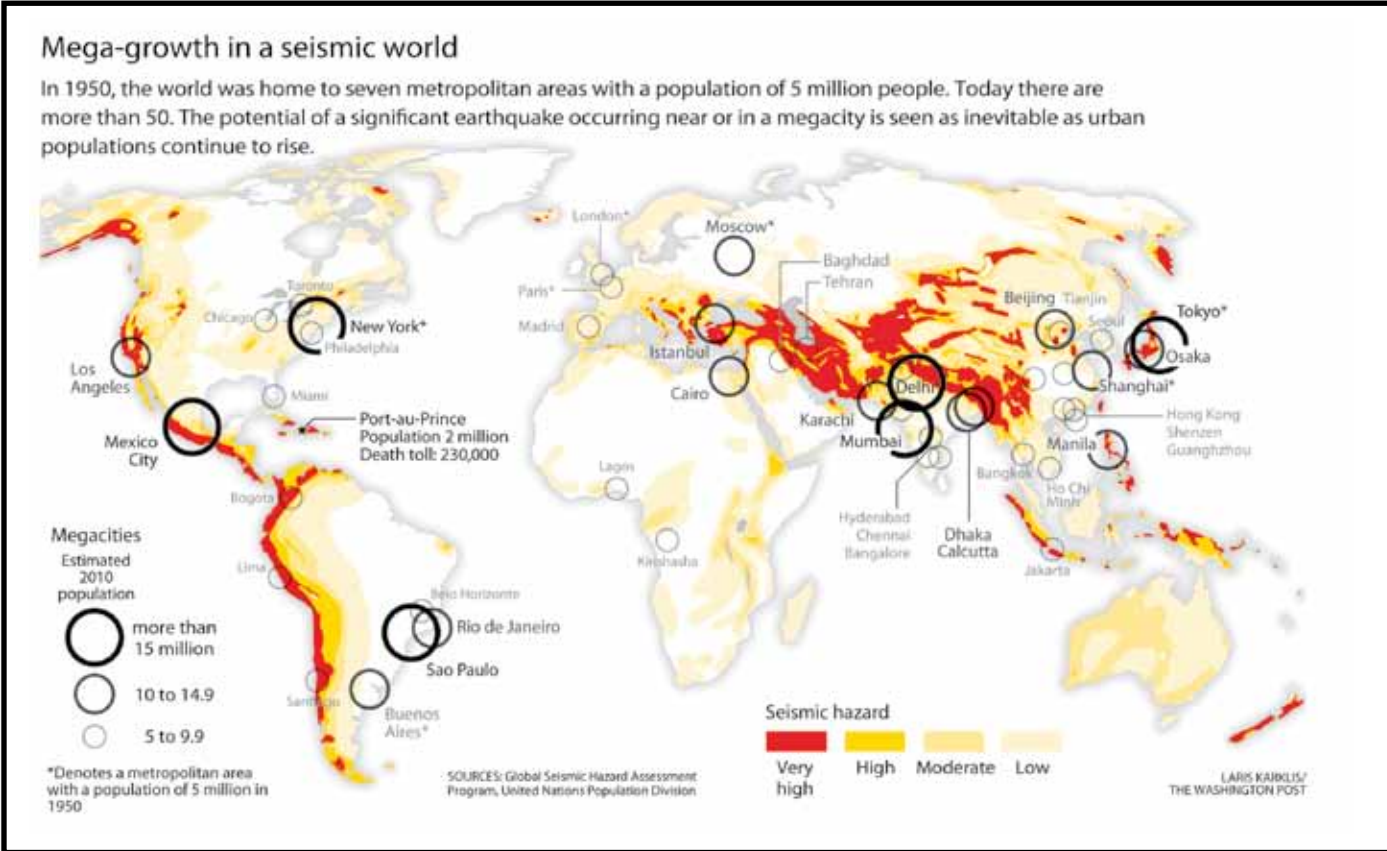 Mega-growth in a seismic world
In 1950, the world was home to seven metropolitan areas with a population of 5 million people. Today there are
more than 50. The potential of a significant earthquake occurring near or in a megacity is seen as inevitable as urban
populations continue to rise.
London*
Moscow*
Baghdad
Tehran
Paris*
Madrid
Istanbul
Cairo
Toronto
Chicago
New York*
Philadelphia
Los
Angeles
Miami
Mexico
City
Port-au-Prince
Population 2 million
Death toll: 230,000
Beijing
Tianjin
Seoul
Tokyo*
Osaka
Shanghai*
Delhi
Karachi
Mumbai
Hong Kong
Shenzen
Guanghzhou
Manila
Bangkok
Ho Chi
Minh
Lagos
Bogota
Hyderabad
Chennai
Bangalore
Dhaka
Calcutta
Kinshasha
Jakarta
Lima
Belo Horizonte
Rio de Janeiro
Sao Paulo
Santiago
Buenos
Aires*
Megacities
Estimated
2010
population
more than
15 million
10 to 14.9
5 to 9.9
*Denotes a metropolitan area
with a population of 5 million in
1950
SOURCES: Global Seismic Hazard Assessment
Program, United Nations Population Division
Seismic hazard
Very
high
High
Moderate
Low
LARIS KARKLIS/
THE WASHINGTON POST